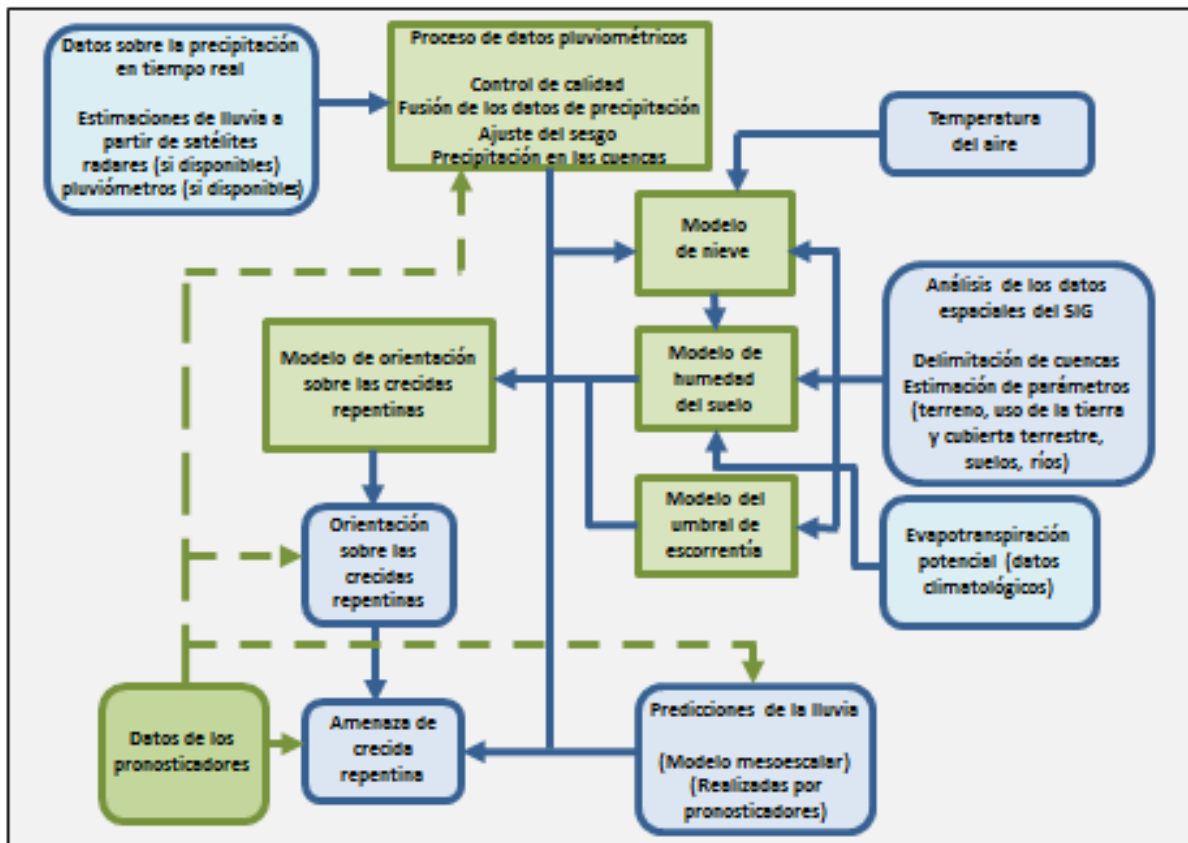 Datos sobre la precipitación
en tiempo real
Estimaciones de lluvia a
partir de satélites
radares (si disponibles)
pluviómetros (si disponibles)
Proceso de datos pluviométricos
Control de calidad
Fusión de los datos de precipitación
Ajuste del sesgo
Precipitación en las cuencas
Temperatura
del aire
Modelo
de nieve
Análisis de los datos
espaciales del SIG
Delimitación de cuencas
Estimación de parámetros
(terreno, uso de la tierra
y cubierta terrestre,
suelos, ríos)
Modelo de orientación
sobre las crecidas
repentinas
Modelo de
humedad
del suelo
Modelo del
umbral de
escorrentía
Evapotranspiración
potencial (datos
climatológicos)
Orientación
sobre las
crecidas
repentinas
Datos de los
pronosticadores
Amenaza de
crecida
repentina
Predicciones de la lluvia
(Modelo mesoescalar)
(Realizadas por
pronosticadores)